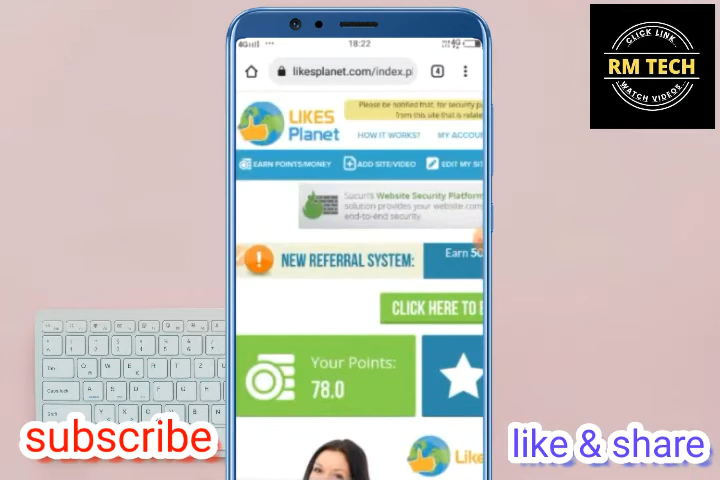 4G
18:22
4G
likesplanet.com/index.p
4
CLICK LINK
RM TECH
WATCH VIDEOS
LIKES
Planet
Please be notified that, for security p
from this site that is relate
HOW IT WORKS?
MY ACCOU
EARN POINTS/MONEY
ADD SITE/VIDEO
EDIT MY SIT
Sucuri's Website Security Platform
solution provides your website com
end-to-end security.
NEW REFERRAL SYSTEM:
Earn 50
CLICK HERE TO E
Your Points:
78.0
Like
subscribe
like & share